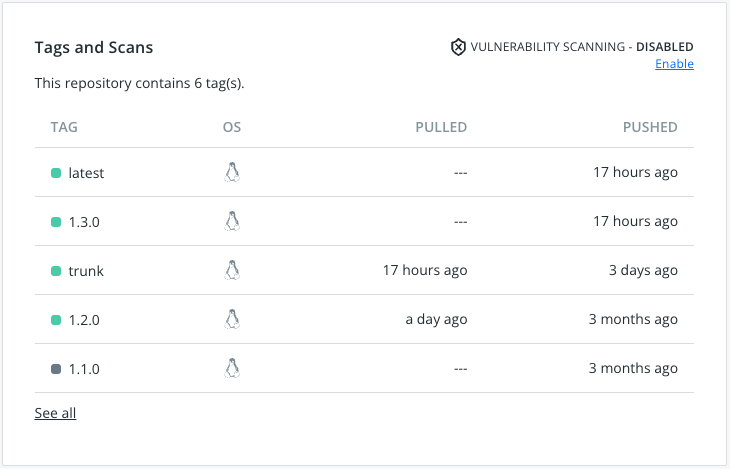 Tags and Scans
VULNERABILITY SCANNING - DISABLED
Enable
This repository contains 6 tag(s).
TAG OS PULLED PUSHED
latest --- 17 hours ago
1.3.0 --- 17 hours ago
trunk 17 hours ago 3 days ago
1.2.0 a day ago 3 months ago
1.1.0 --- 3 months ago
See all